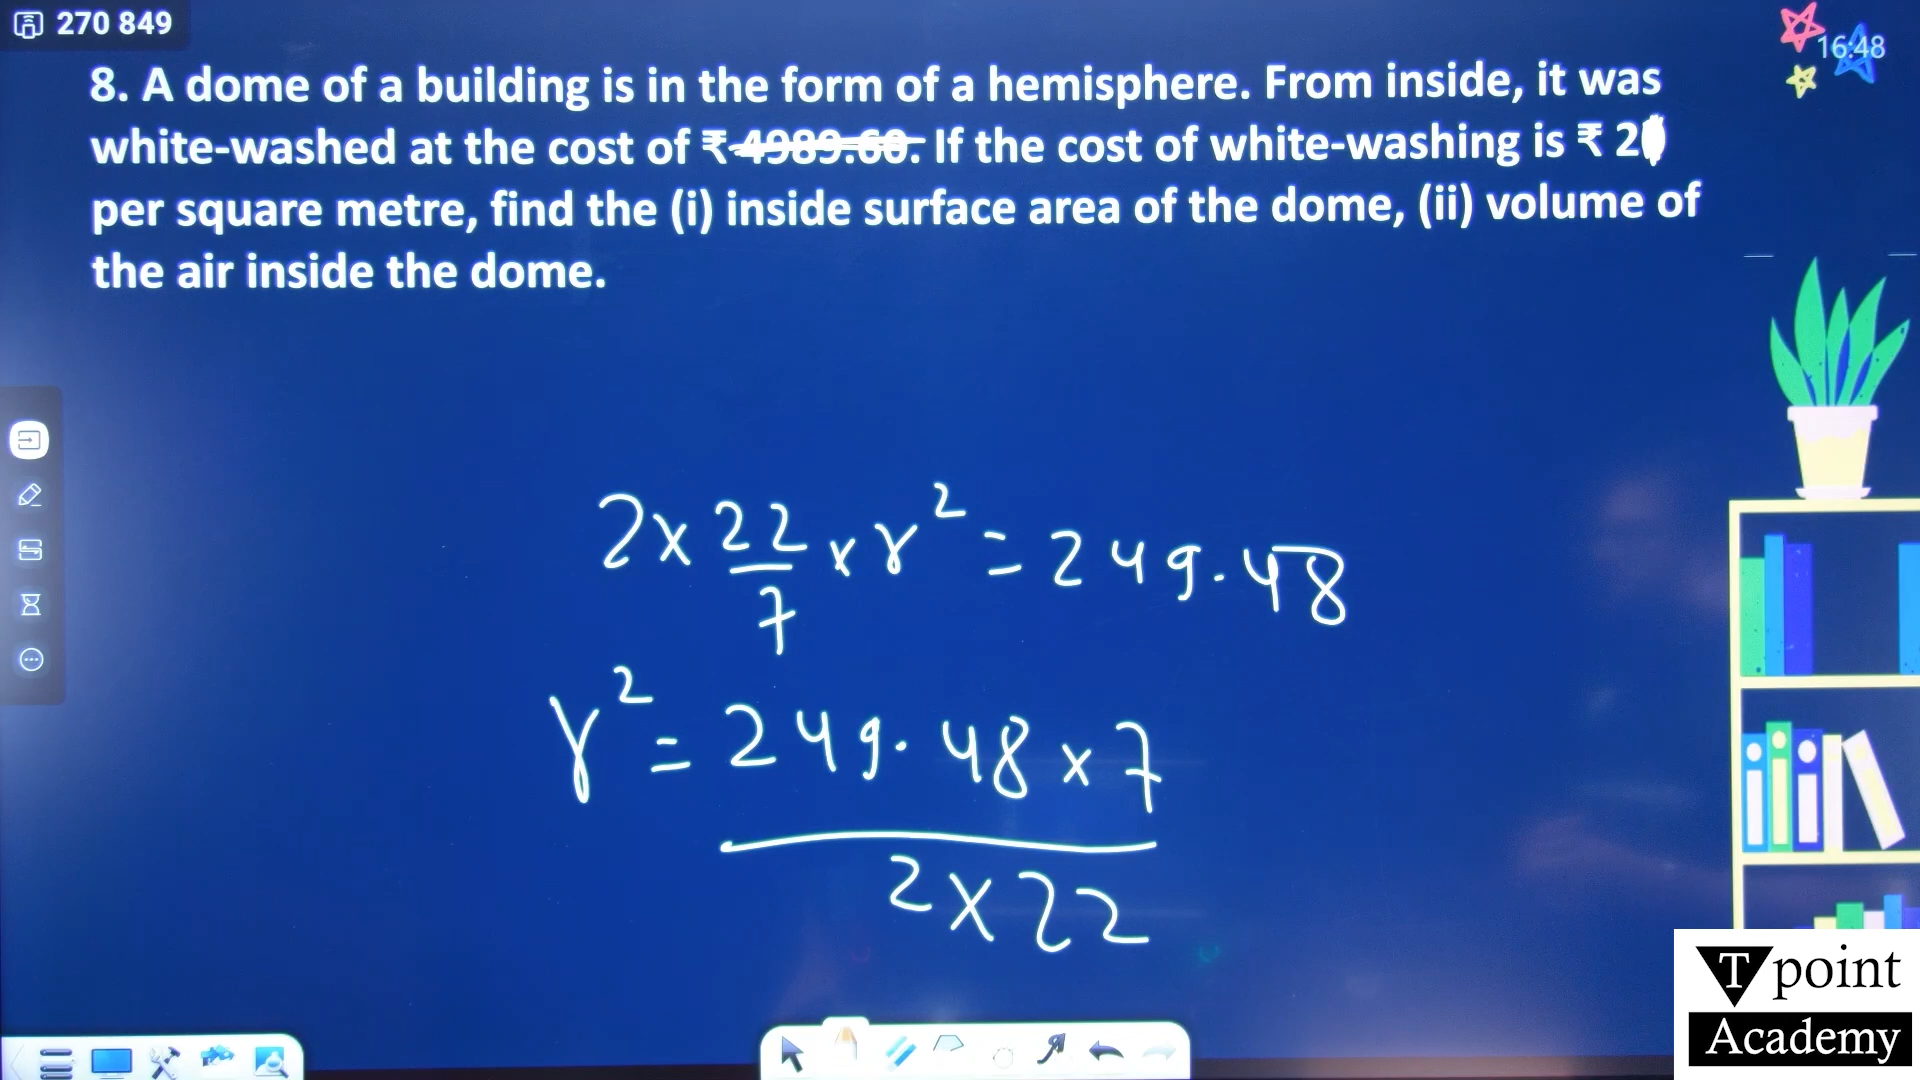 270 849
16:48
8. A dome of a building is in the form of a hemisphere. From inside, it was
white-washed at the cost of ₹ 4989.60. If the cost of white-washing is ₹ 20
per square metre, find the (i) inside surface area of the dome, (ii) volume of
the air inside the dome.
2 × 22/7 × r² = 249.48
r² = 249.48 × 7
2 × 22
T point
Academy